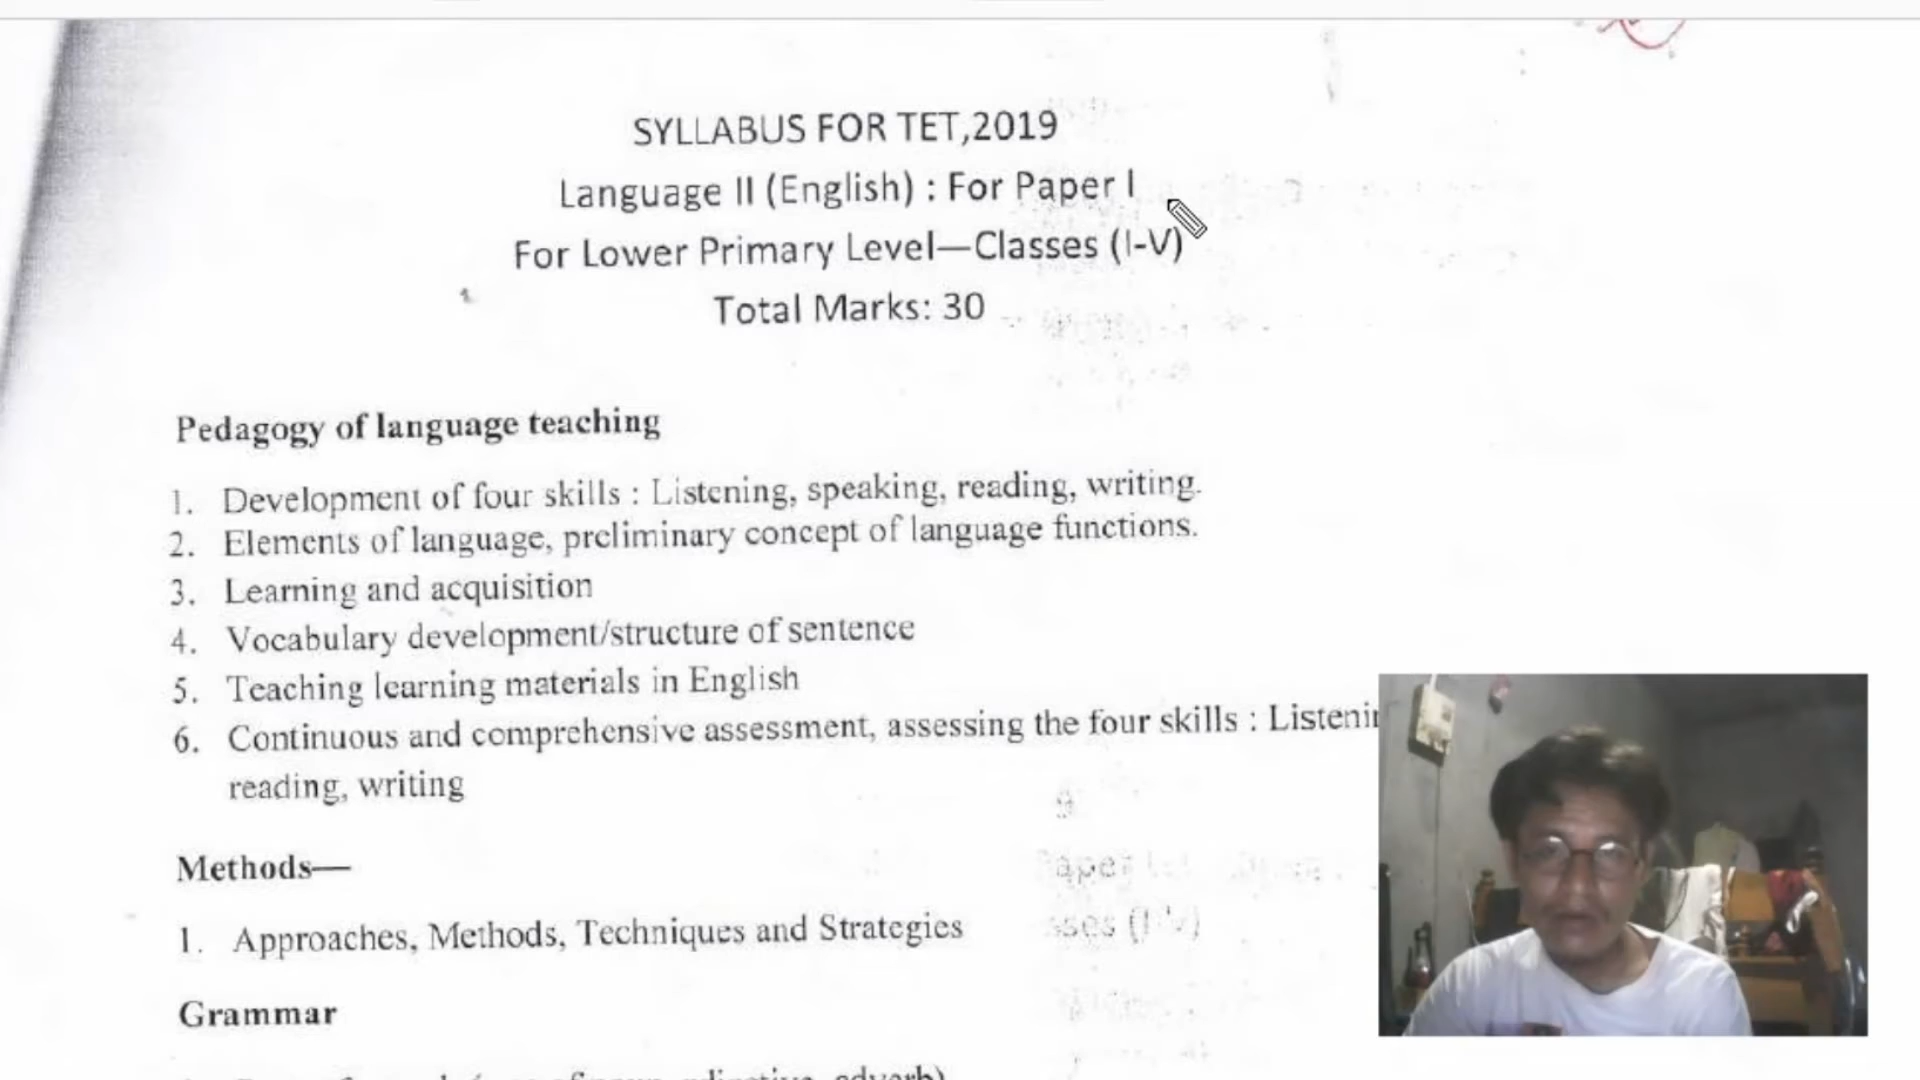 SYLLABUS FOR TET,2019
Language II (English) : For Paper I
For Lower Primary Level—Classes (I-V)
Total Marks: 30
Pedagogy of language teaching
1. Development of four skills : Listening, speaking, reading, writing.
2. Elements of language, preliminary concept of language functions.
3. Learning and acquisition
4. Vocabulary development/structure of sentence
5. Teaching learning materials in English
6. Continuous and comprehensive assessment, assessing the four skills : Listenin
reading, writing
Methods—
1. Approaches, Methods, Techniques and Strategies
Grammar